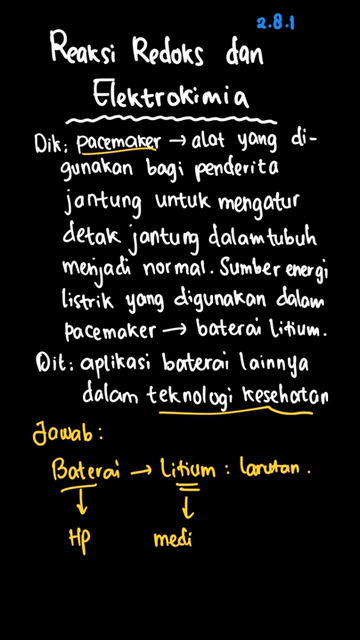 2.8.1
Reaksi Redoks dan
Elektrokimia
Dik: pacemaker → alat yang di-
gunakan bagi penderita
jantung untuk mengatur
detak jantung dalam tubuh
menjadi normal. Sumber energi
listrik yang digunakan dalam
pacemaker → baterai litium.
Dit: aplikasi baterai lainnya
dalam teknologi kesehatan
Jawab:
Baterai → Litium : larutan.
↓ ↓
HP medi